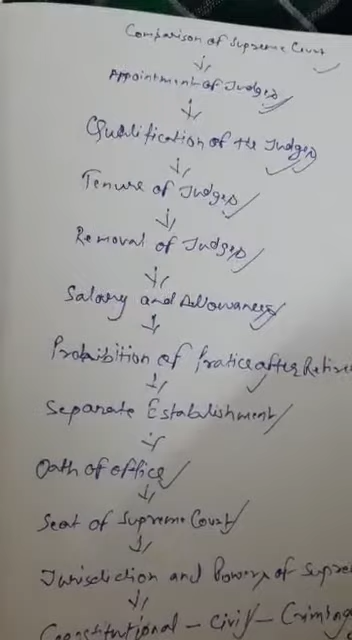 Comparison of Supreme Court
Appointment of Judges
Qualification of the Judges
Tenure of Judges
Removal of Judges
Salary and Allowances
Prohibition of Pratice after Retire
Separate Establishment
Oath of office
Seat of Supreme Court
Jurisdiction and Powers of Supre
Constitutional - Civil - Criminal